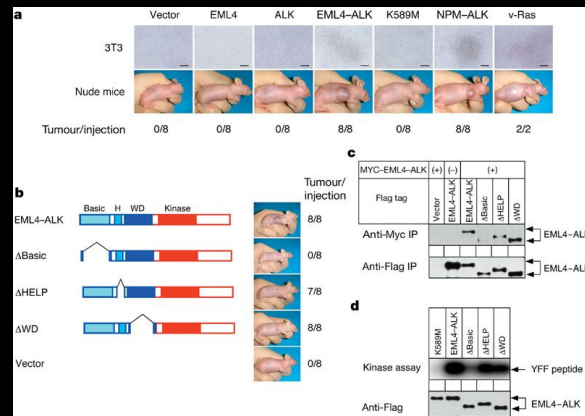 a
Vector EML4 ALK EML4–ALK K589M NPM–ALK v-Ras
3T3
Nude mice
Tumour/injection 0/8 0/8 0/8 8/8 0/8 8/8 2/2
b
Tumour/
injection
Basic H WD Kinase
EML4–ALK 8/8
ΔBasic 0/8
ΔHELP 7/8
ΔWD 8/8
Vector 0/8
c
MYC–EML4–ALK (+) (–) (+)
Flag tag Vector EML4–ALK EML4–ALK ΔBasic ΔHELP ΔWD
Anti-Myc IP EML4–AL
Anti-Flag IP EML4–AL
d
K589M EML4–ALK ΔBasic ΔHELP ΔWD
Kinase assay YFF peptide
Anti-Flag EML4–ALK